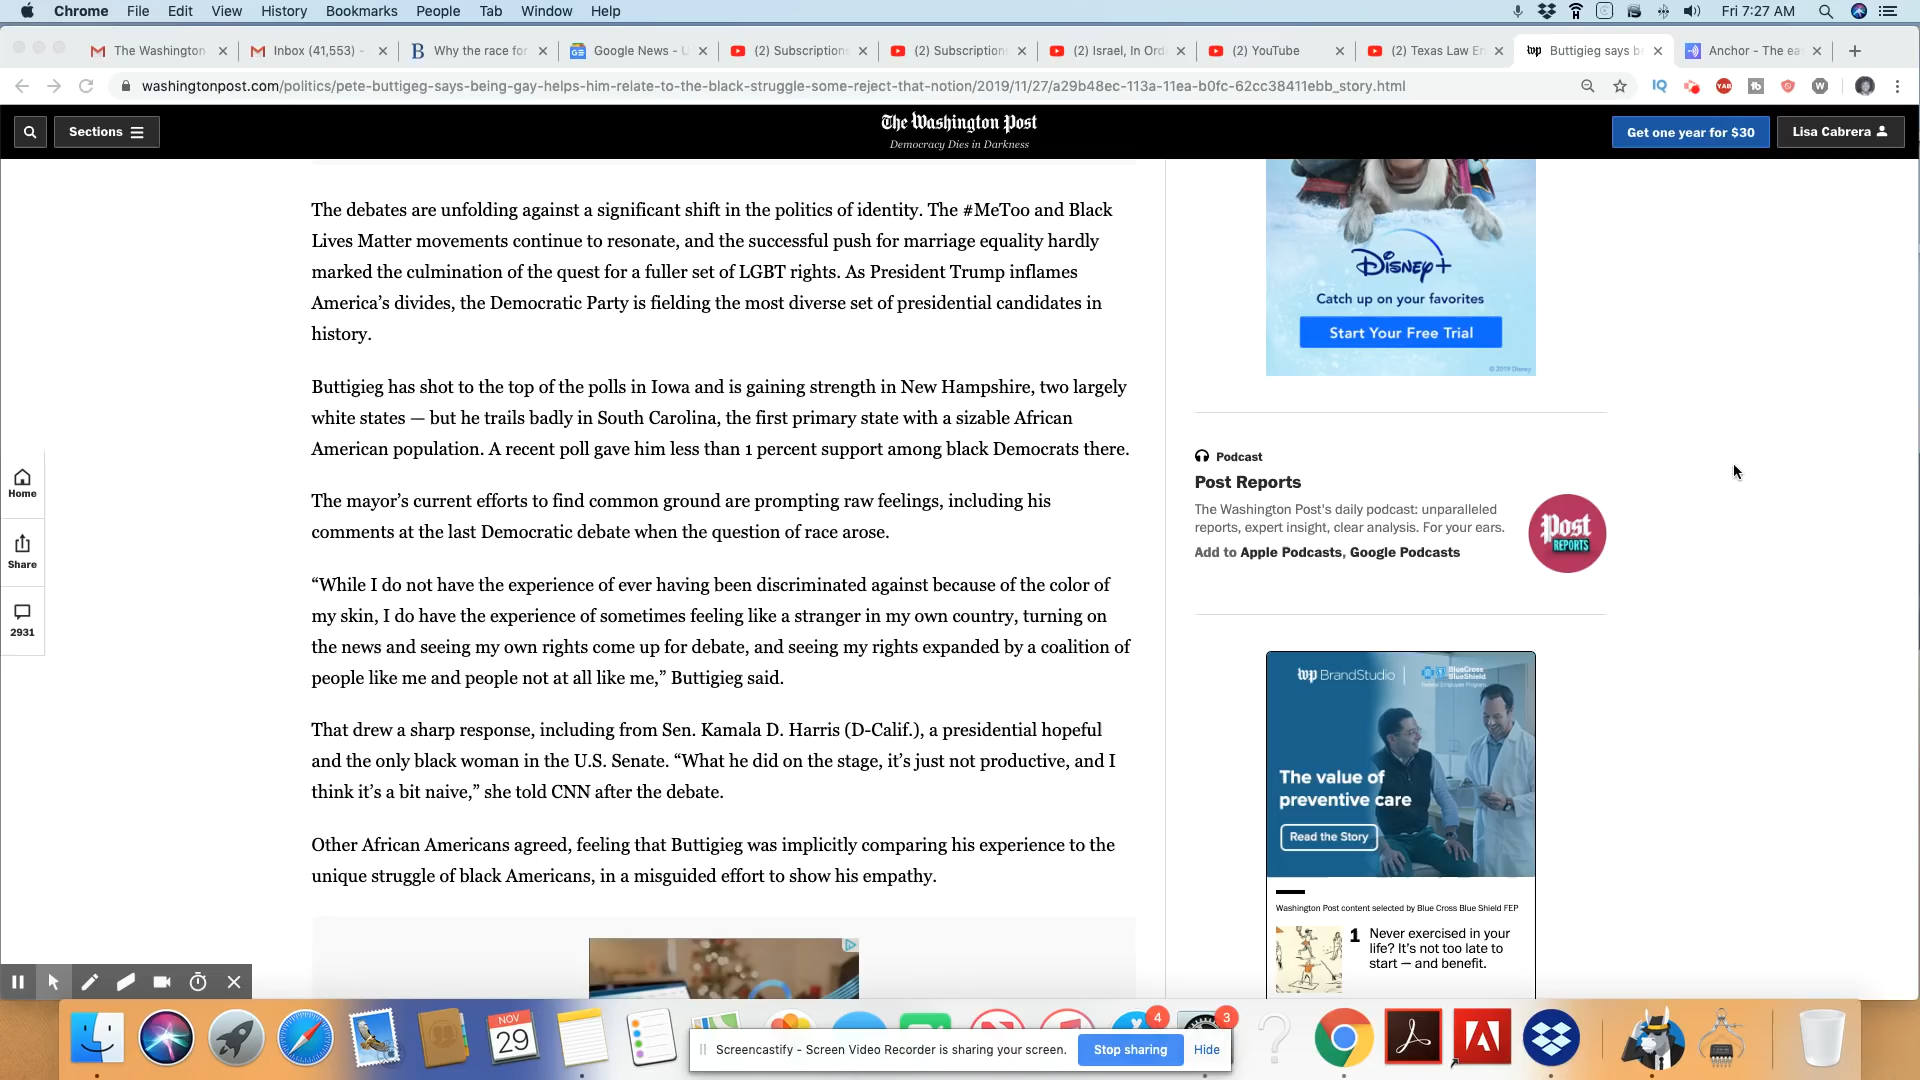 Chrome File Edit View History Bookmarks People Tab Window Help
Fri 7:27 AM
The Washington
Inbox (41,553) -
Why the race for
Google News - U
(2) Subscription
(2) Subscription
(2) Israel, In Ord
(2) YouTube
(2) Texas Law En
Buttigieg says b
Anchor - The ea
washingtonpost.com/politics/pete-buttigeg-says-being-gay-helps-him-relate-to-the-black-struggle-some-reject-that-notion/2019/11/27/a29b48ec-113a-11ea-b0fc-62cc38411ebb_story.html
Sections
The Washington Post
Democracy Dies in Darkness
Get one year for $30
Lisa Cabrera
The debates are unfolding against a significant shift in the politics of identity. The #MeToo and Black
Lives Matter movements continue to resonate, and the successful push for marriage equality hardly
marked the culmination of the quest for a fuller set of LGBT rights. As President Trump inflames
America’s divides, the Democratic Party is fielding the most diverse set of presidential candidates in
history.
Buttigieg has shot to the top of the polls in Iowa and is gaining strength in New Hampshire, two largely
white states — but he trails badly in South Carolina, the first primary state with a sizable African
American population. A recent poll gave him less than 1 percent support among black Democrats there.
The mayor’s current efforts to find common ground are prompting raw feelings, including his
comments at the last Democratic debate when the question of race arose.
“While I do not have the experience of ever having been discriminated against because of the color of
my skin, I do have the experience of sometimes feeling like a stranger in my own country, turning on
the news and seeing my own rights come up for debate, and seeing my rights expanded by a coalition of
people like me and people not at all like me,” Buttigieg said.
That drew a sharp response, including from Sen. Kamala D. Harris (D-Calif.), a presidential hopeful
and the only black woman in the U.S. Senate. “What he did on the stage, it’s just not productive, and I
think it’s a bit naive,” she told CNN after the debate.
Other African Americans agreed, feeling that Buttigieg was implicitly comparing his experience to the
unique struggle of black Americans, in a misguided effort to show his empathy.
Home
Share
2931
Disney+
Catch up on your favorites
Start Your Free Trial
© 2019 Disney
Podcast
Post Reports
The Washington Post's daily podcast: unparalleled
reports, expert insight, clear analysis. For your ears.
Add to Apple Podcasts, Google Podcasts
Post
REPORTS
wp BrandStudio
BlueCross
BlueShield
Federal Employee Program
The value of
preventive care
Read the Story
Washington Post content selected by Blue Cross Blue Shield FEP
1 Never exercised in your
life? It’s not too late to
start — and benefit.
NOV
29
4
3
Screencastify - Screen Video Recorder is sharing your screen.
Stop sharing
Hide